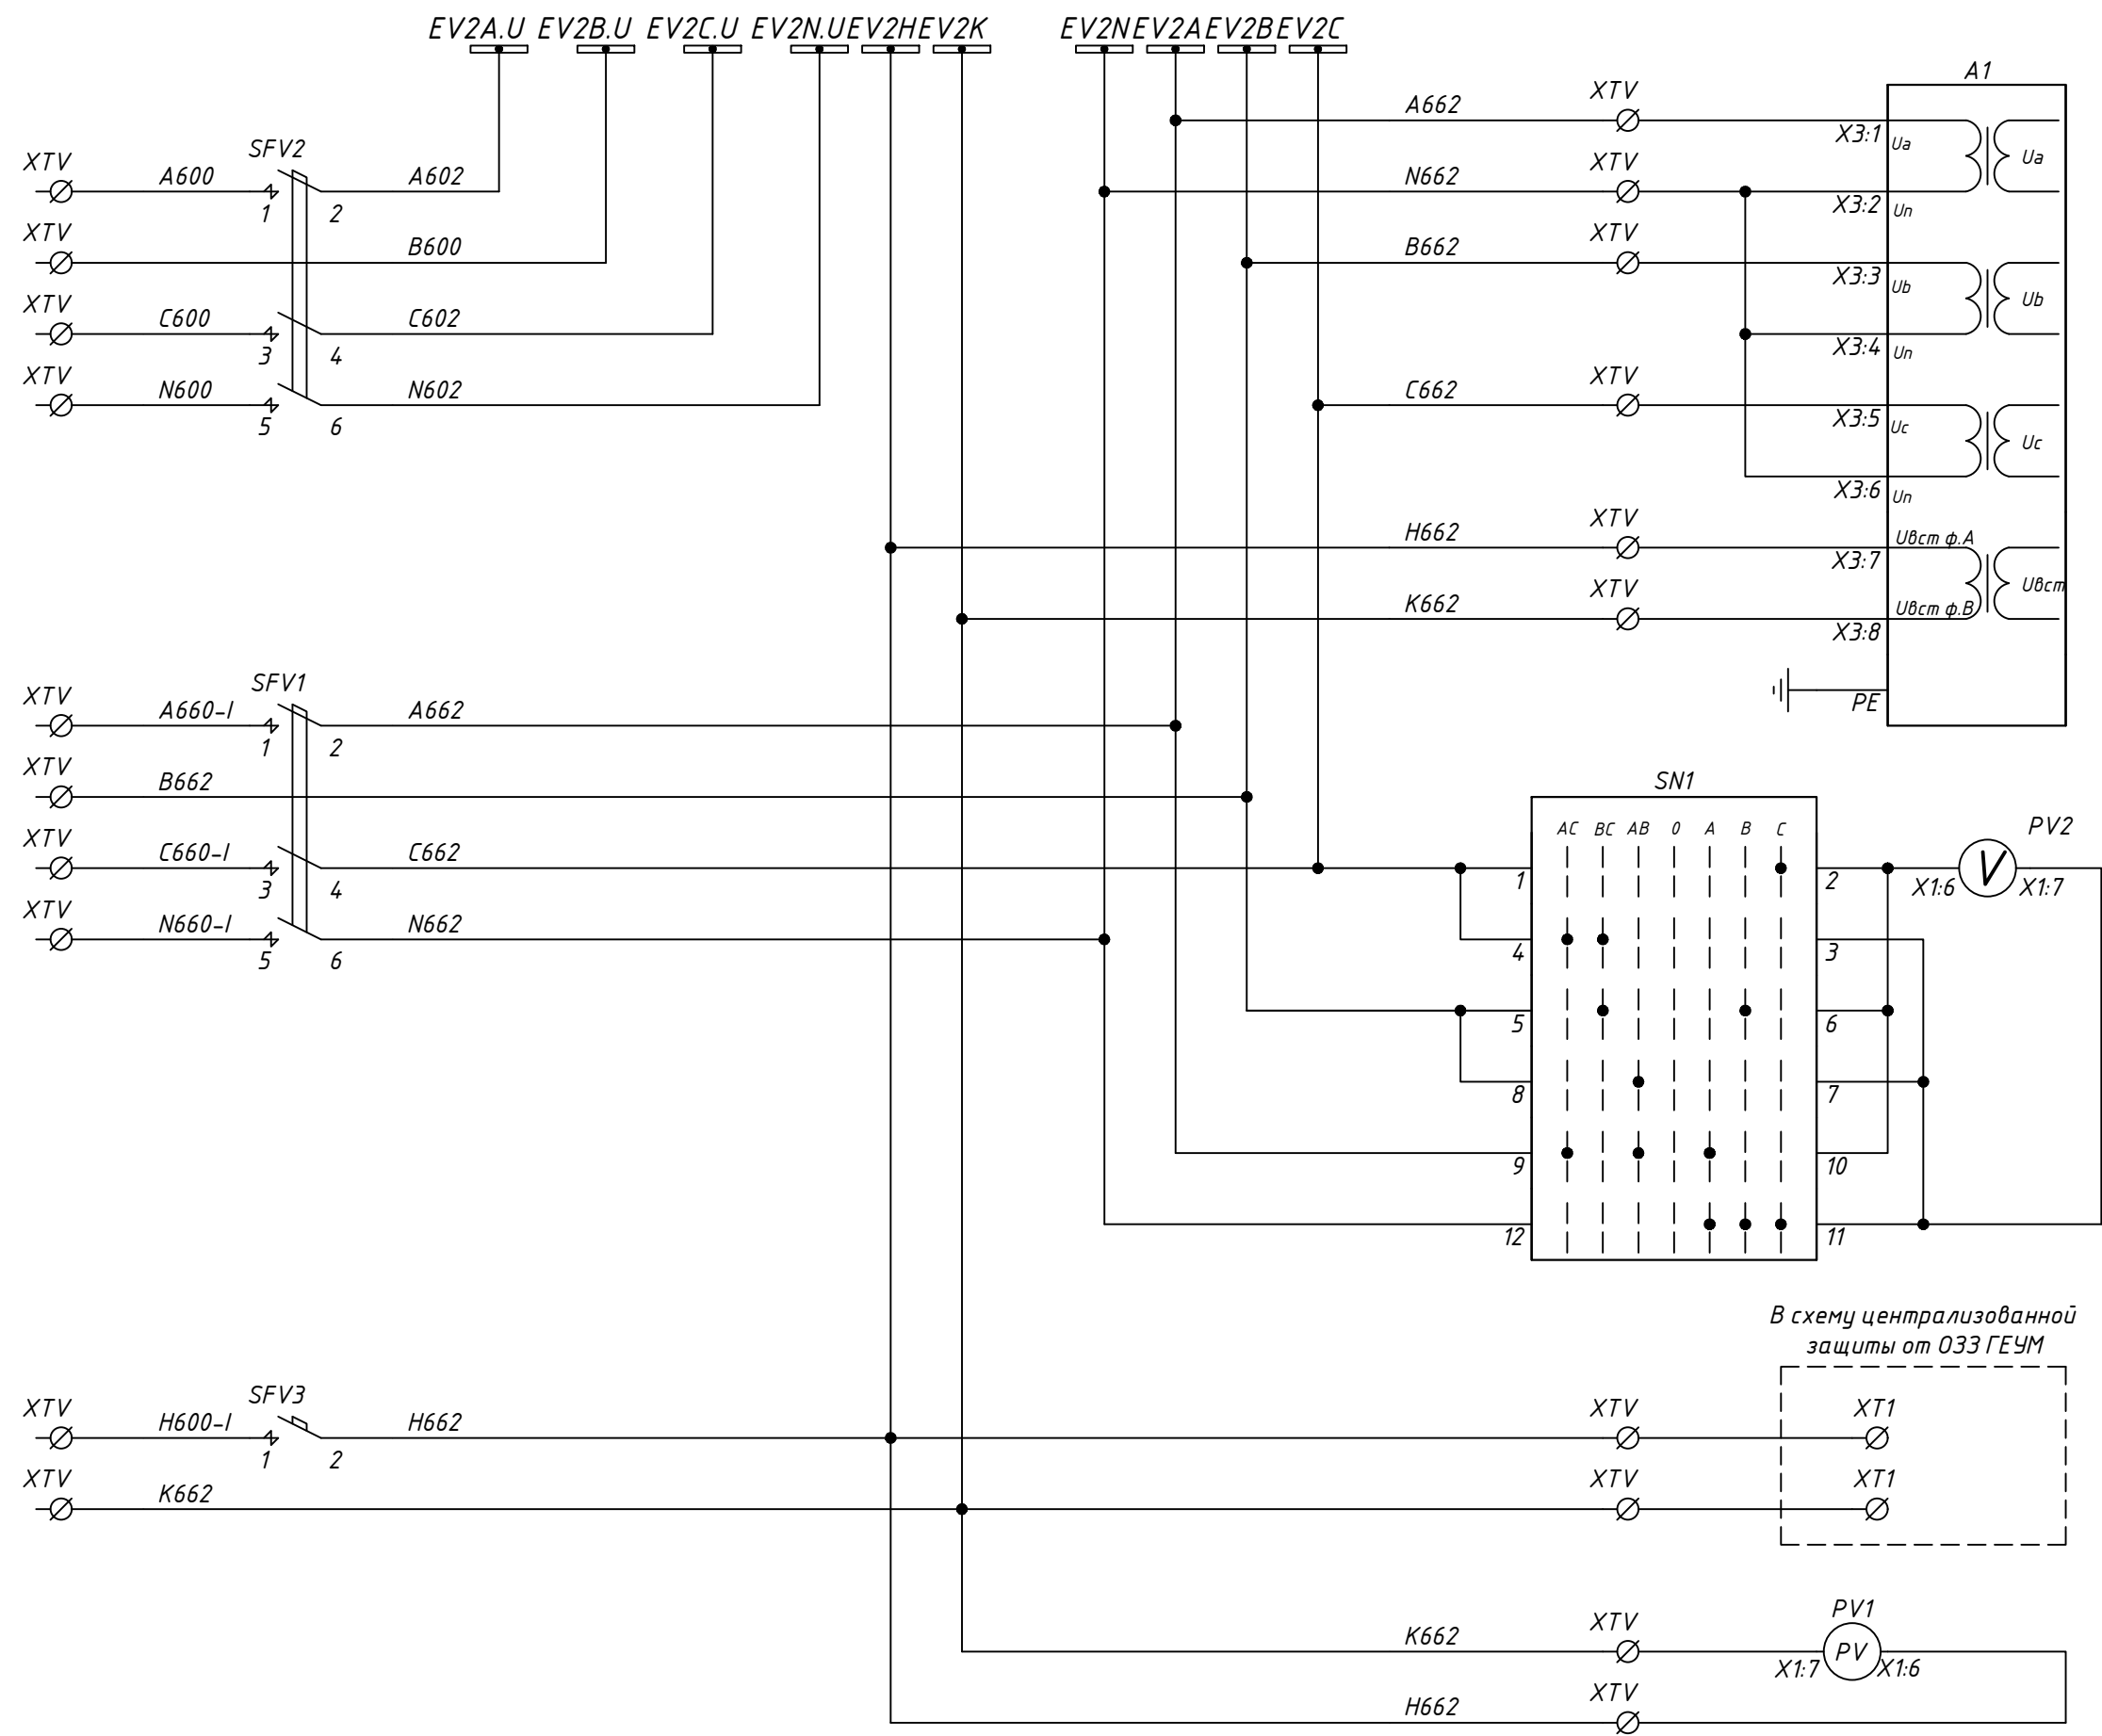 EV2A.U EV2B.U EV2C.U EV2N.U EV2H EV2K EV2N EV2A EV2B EV2C
A1
A662 XTV X3:1 Ua Ua
SFV2
XTV A600 1 2 A602
N662 XTV X3:2 Un
XTV B600
B662 XTV X3:3 Ub Ub
XTV C600 3 4 C602
X3:4 Un
XTV N600 5 6 N602
C662 XTV X3:5 Uc Uc
X3:6 Un
H662 XTV X3:7 Uвст ф.А Uвст
K662 XTV X3:8 Uвст ф.В
PE
SFV1
XTV A660-I 1 2 A662
XTV B662
XTV C660-I 3 4 C662
XTV N660-I 5 6 N662
SN1
AC BC AB 0 A B C
PV2
1 2 X1:6 V X1:7
4 3
5 6
8 7
9 10
12 11
В схему централизованной
защиты от ОЗЗ ГЕУМ
SFV3
XTV H600-I 1 2 H662 XTV XT1
XTV K662 XTV XT1
PV1
K662 XTV X1:7 PV X1:6
H662 XTV